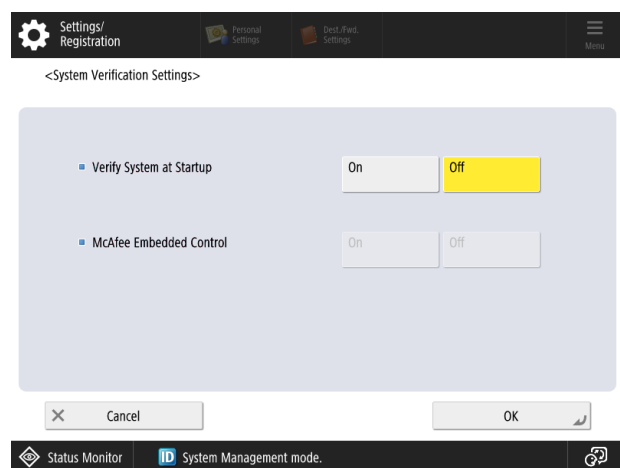 Settings/
Registration
Personal
Settings
Dest./Fwd.
Settings
Menu
<System Verification Settings>
Verify System at Startup
On
Off
McAfee Embedded Control
On
Off
Cancel
OK
Status Monitor
ID System Management mode.